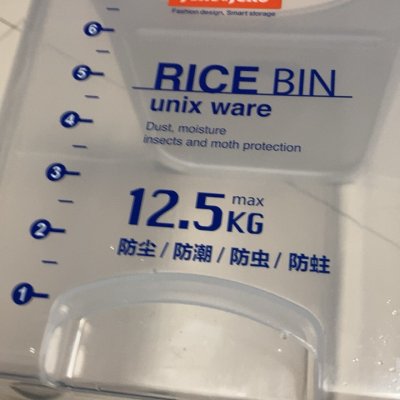 Fashion design, Smart storage
RICE BIN
unix ware
Dust, moisture
insects and moth protection
12.5 max KG
防尘 / 防潮 / 防虫 / 防蛀
6
5
4
3
2
1